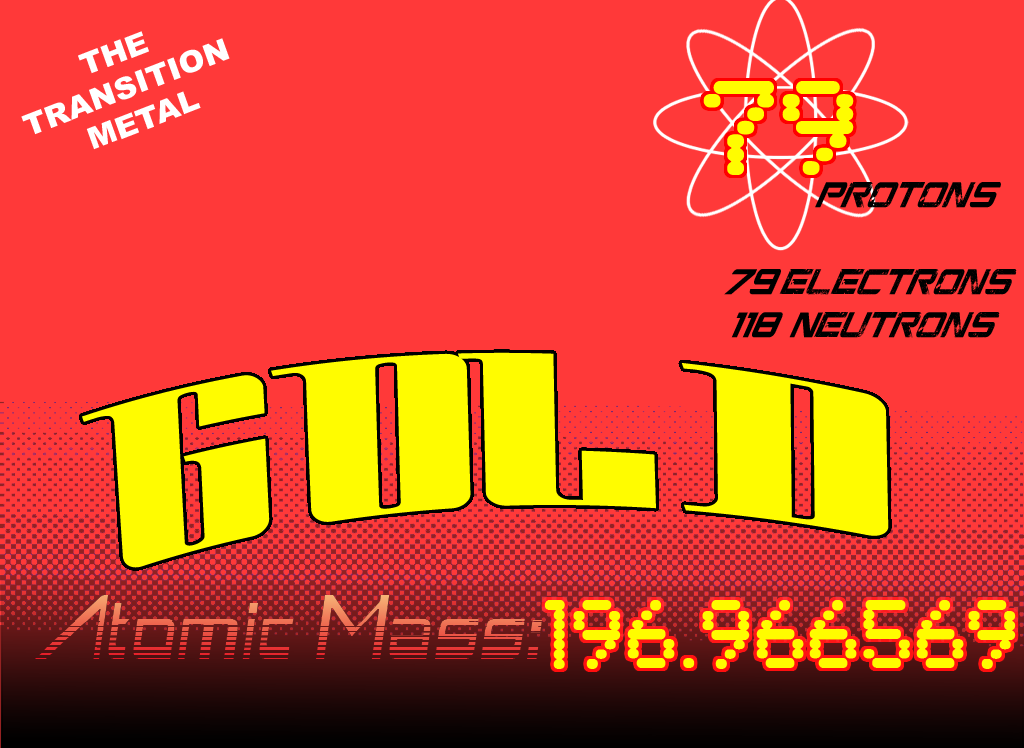 THE
TRANSITION
METAL
79
PROTONS
79 ELECTRONS
118 NEUTRONS
GOLD
Atomic Mass: 196.966569